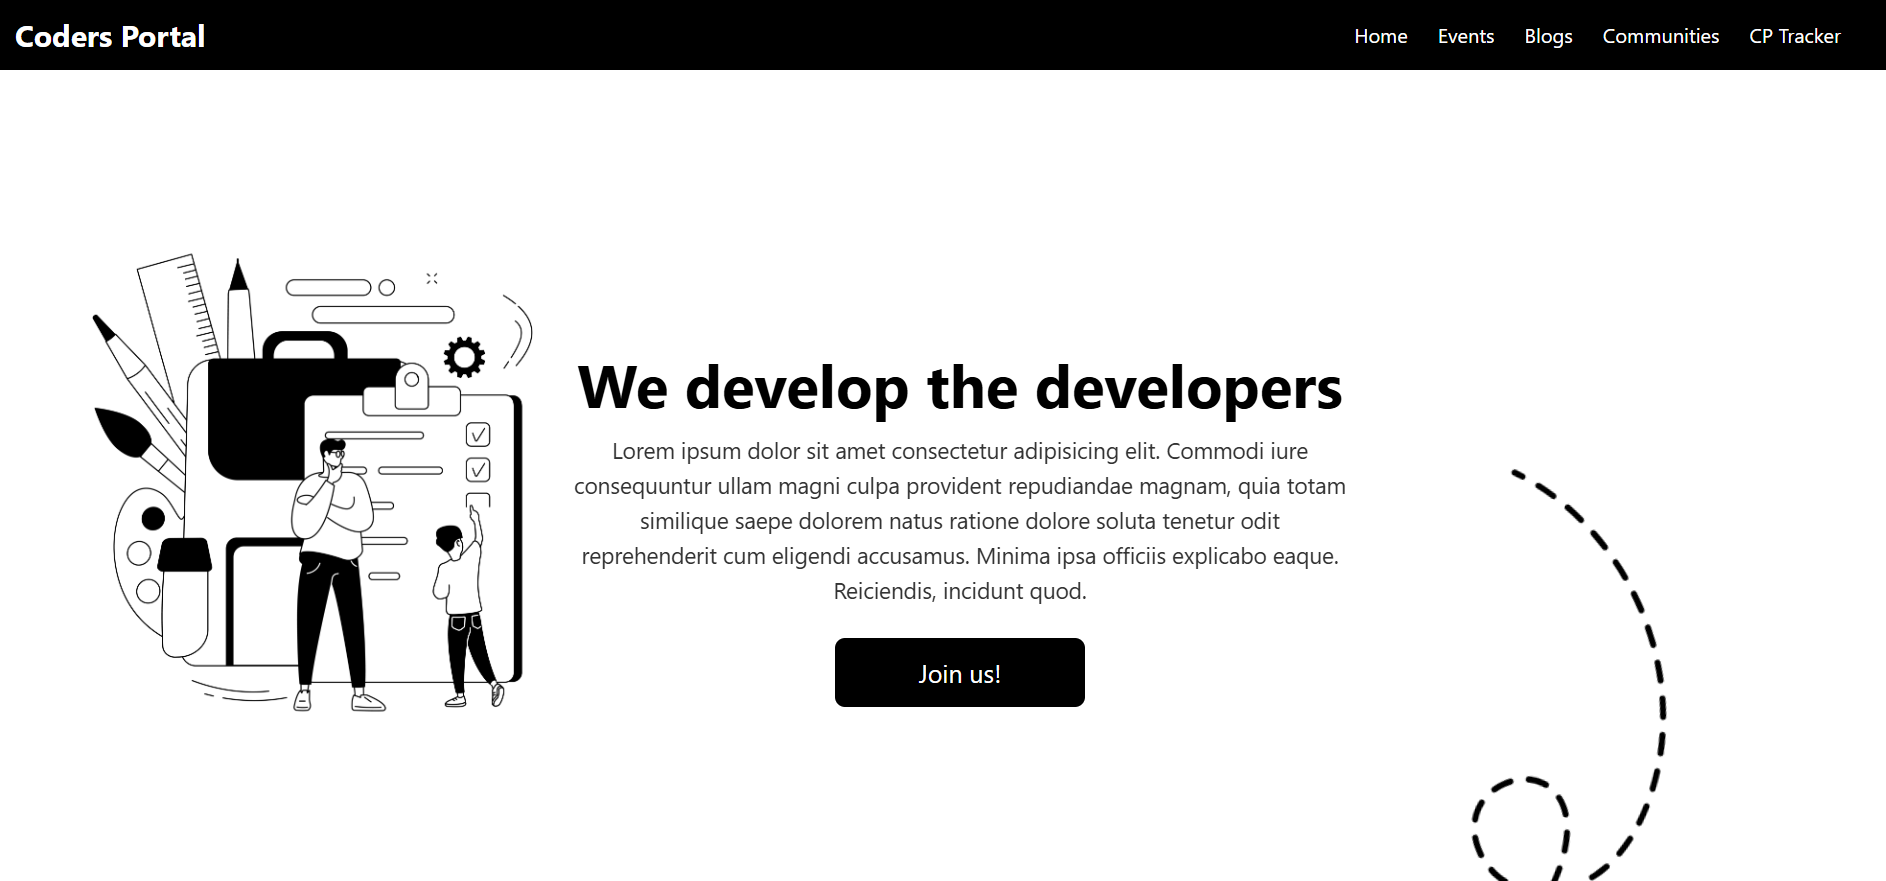 Coders Portal
Home Events Blogs Communities CP Tracker
We develop the developers
Lorem ipsum dolor sit amet consectetur adipisicing elit. Commodi iure
consequuntur ullam magni culpa provident repudiandae magnam, quia totam
similique saepe dolorem natus ratione dolore soluta tenetur odit
reprehenderit cum eligendi accusamus. Minima ipsa officiis explicabo eaque.
Reiciendis, incidunt quod.
Join us!